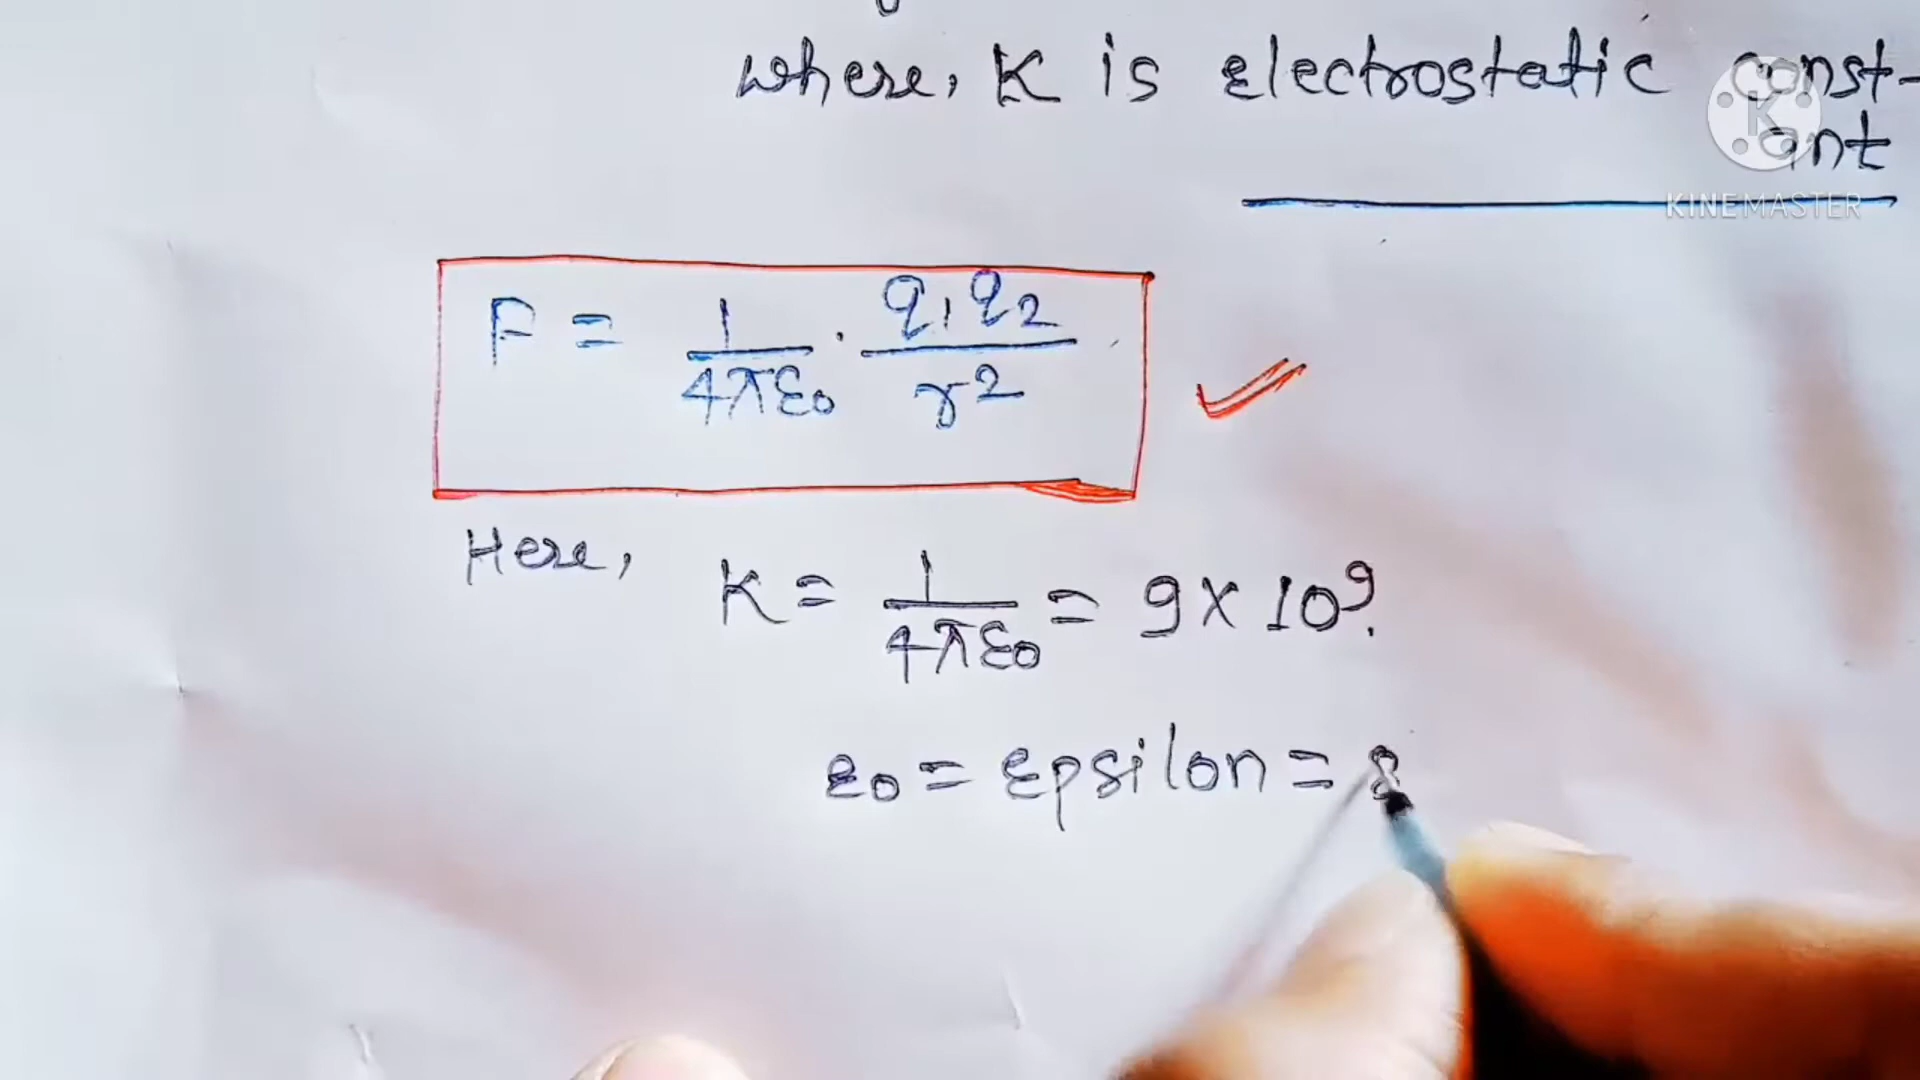 where, K is electrostatic const-
ant
KINEMASTER
F = 1/4πε₀ · q₁q₂/r²
Here, K = 1/4πε₀ = 9 × 10⁹.
ε₀ = epsilon = 8